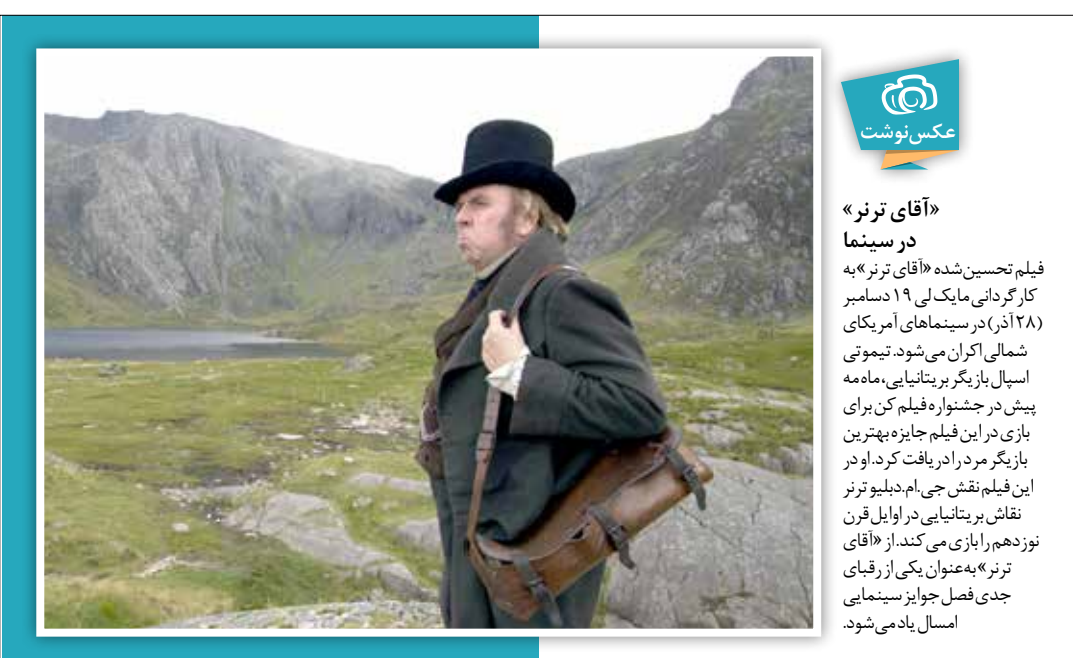 عکس‌نوشت
«آقای ترنر»
در سینما
فیلم تحسین‌شده «آقای ترنر» به
کارگردانی مایک لی ۱۹ دسامبر
(۲۸ آذر) در سینماهای آمریکای
شمالی اکران می‌شود. تیموتی
اسپال بازیگر بریتانیایی، ماه مه
پیش در جشنواره فیلم کن برای
بازی در این فیلم جایزه بهترین
بازیگر مرد را دریافت کرد. او در
این فیلم نقش جی.ام.دبلیو ترنر
نقاش بریتانیایی در اوایل قرن
نوزدهم را بازی می‌کند. از «آقای
ترنر» به‌عنوان یکی از رقبای
جدی فصل جوایز سینمایی
امسال یاد می‌شود.